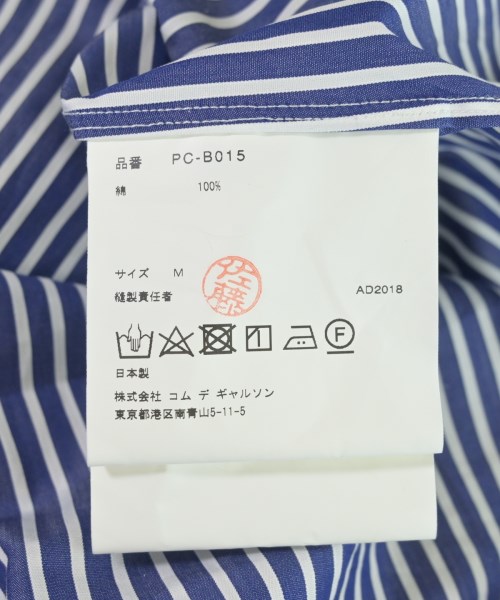 品番 PC-B015
綿 100%
サイズ M
佐藤
縫製責任者
AD2018
F
日本製
株式会社 コム デ ギャルソン
東京都港区南青山5-11-5